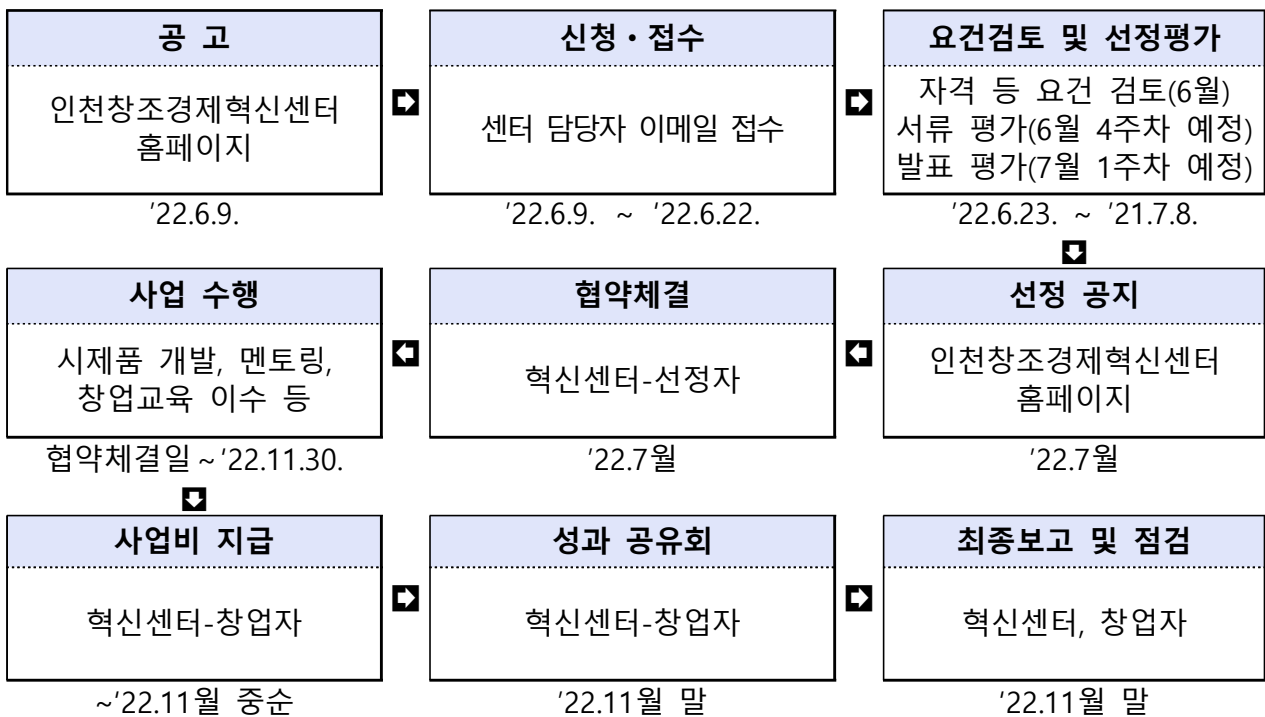 공 고
인천창조경제혁신센터
홈페이지
'22.6.9.
신청・접수
센터 담당자 이메일 접수
'22.6.9. ~ '22.6.22.
요건검토 및 선정평가
자격 등 요건 검토(6월)
서류 평가(6월 4주차 예정)
발표 평가(7월 1주차 예정)
'22.6.23. ~ '21.7.8.
선정 공지
인천창조경제혁신센터
홈페이지
'22.7월
협약체결
혁신센터-선정자
'22.7월
사업 수행
시제품 개발, 멘토링,
창업교육 이수 등
협약체결일 ~ '22.11.30.
사업비 지급
혁신센터-창업자
~'22.11월 중순
성과 공유회
혁신센터-창업자
'22.11월 말
최종보고 및 점검
혁신센터, 창업자
'22.11월 말